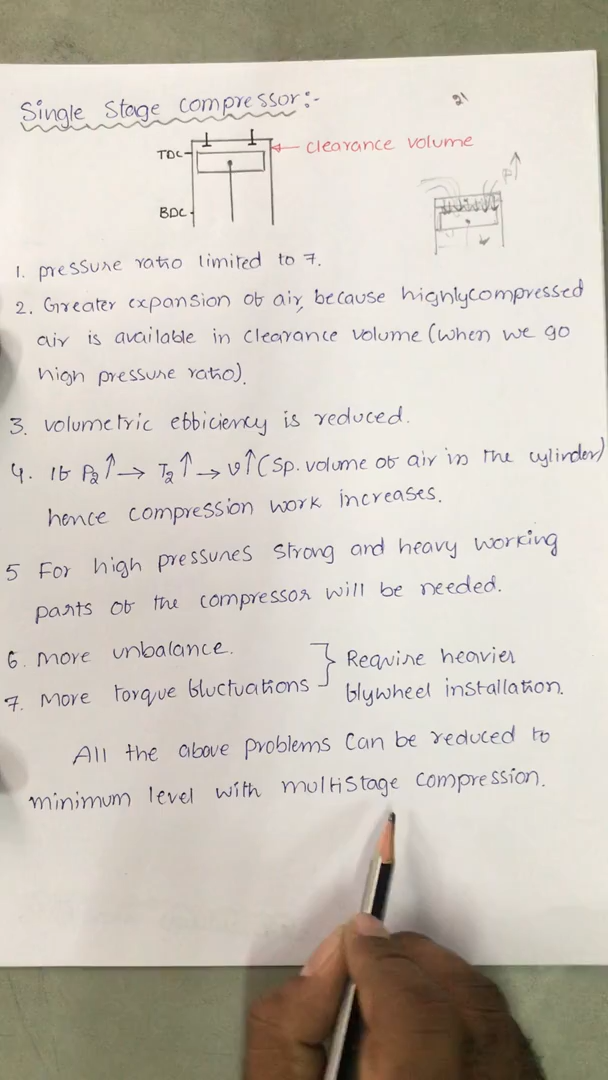 Single Stage compressor:-
21
TDC
clearance volume
P↑
BDC
1. pressure ratio limited to 7.
2. Greater expansion of air, because highlycompressed
air is available in clearance volume (when we go
high pressure ratio).
3. volumetric efficiency is reduced.
4. If P2↑ → T2↑ → v↑ (Sp. volume of air in the cylinder)
hence compression work increases.
5 For high pressures strong and heavy working
parts of the compressor will be needed.
6. more unbalance.
7. More torque fluctuations
} Require heavier
flywheel installation.
All the above problems can be reduced to
minimum level with multistage compression.